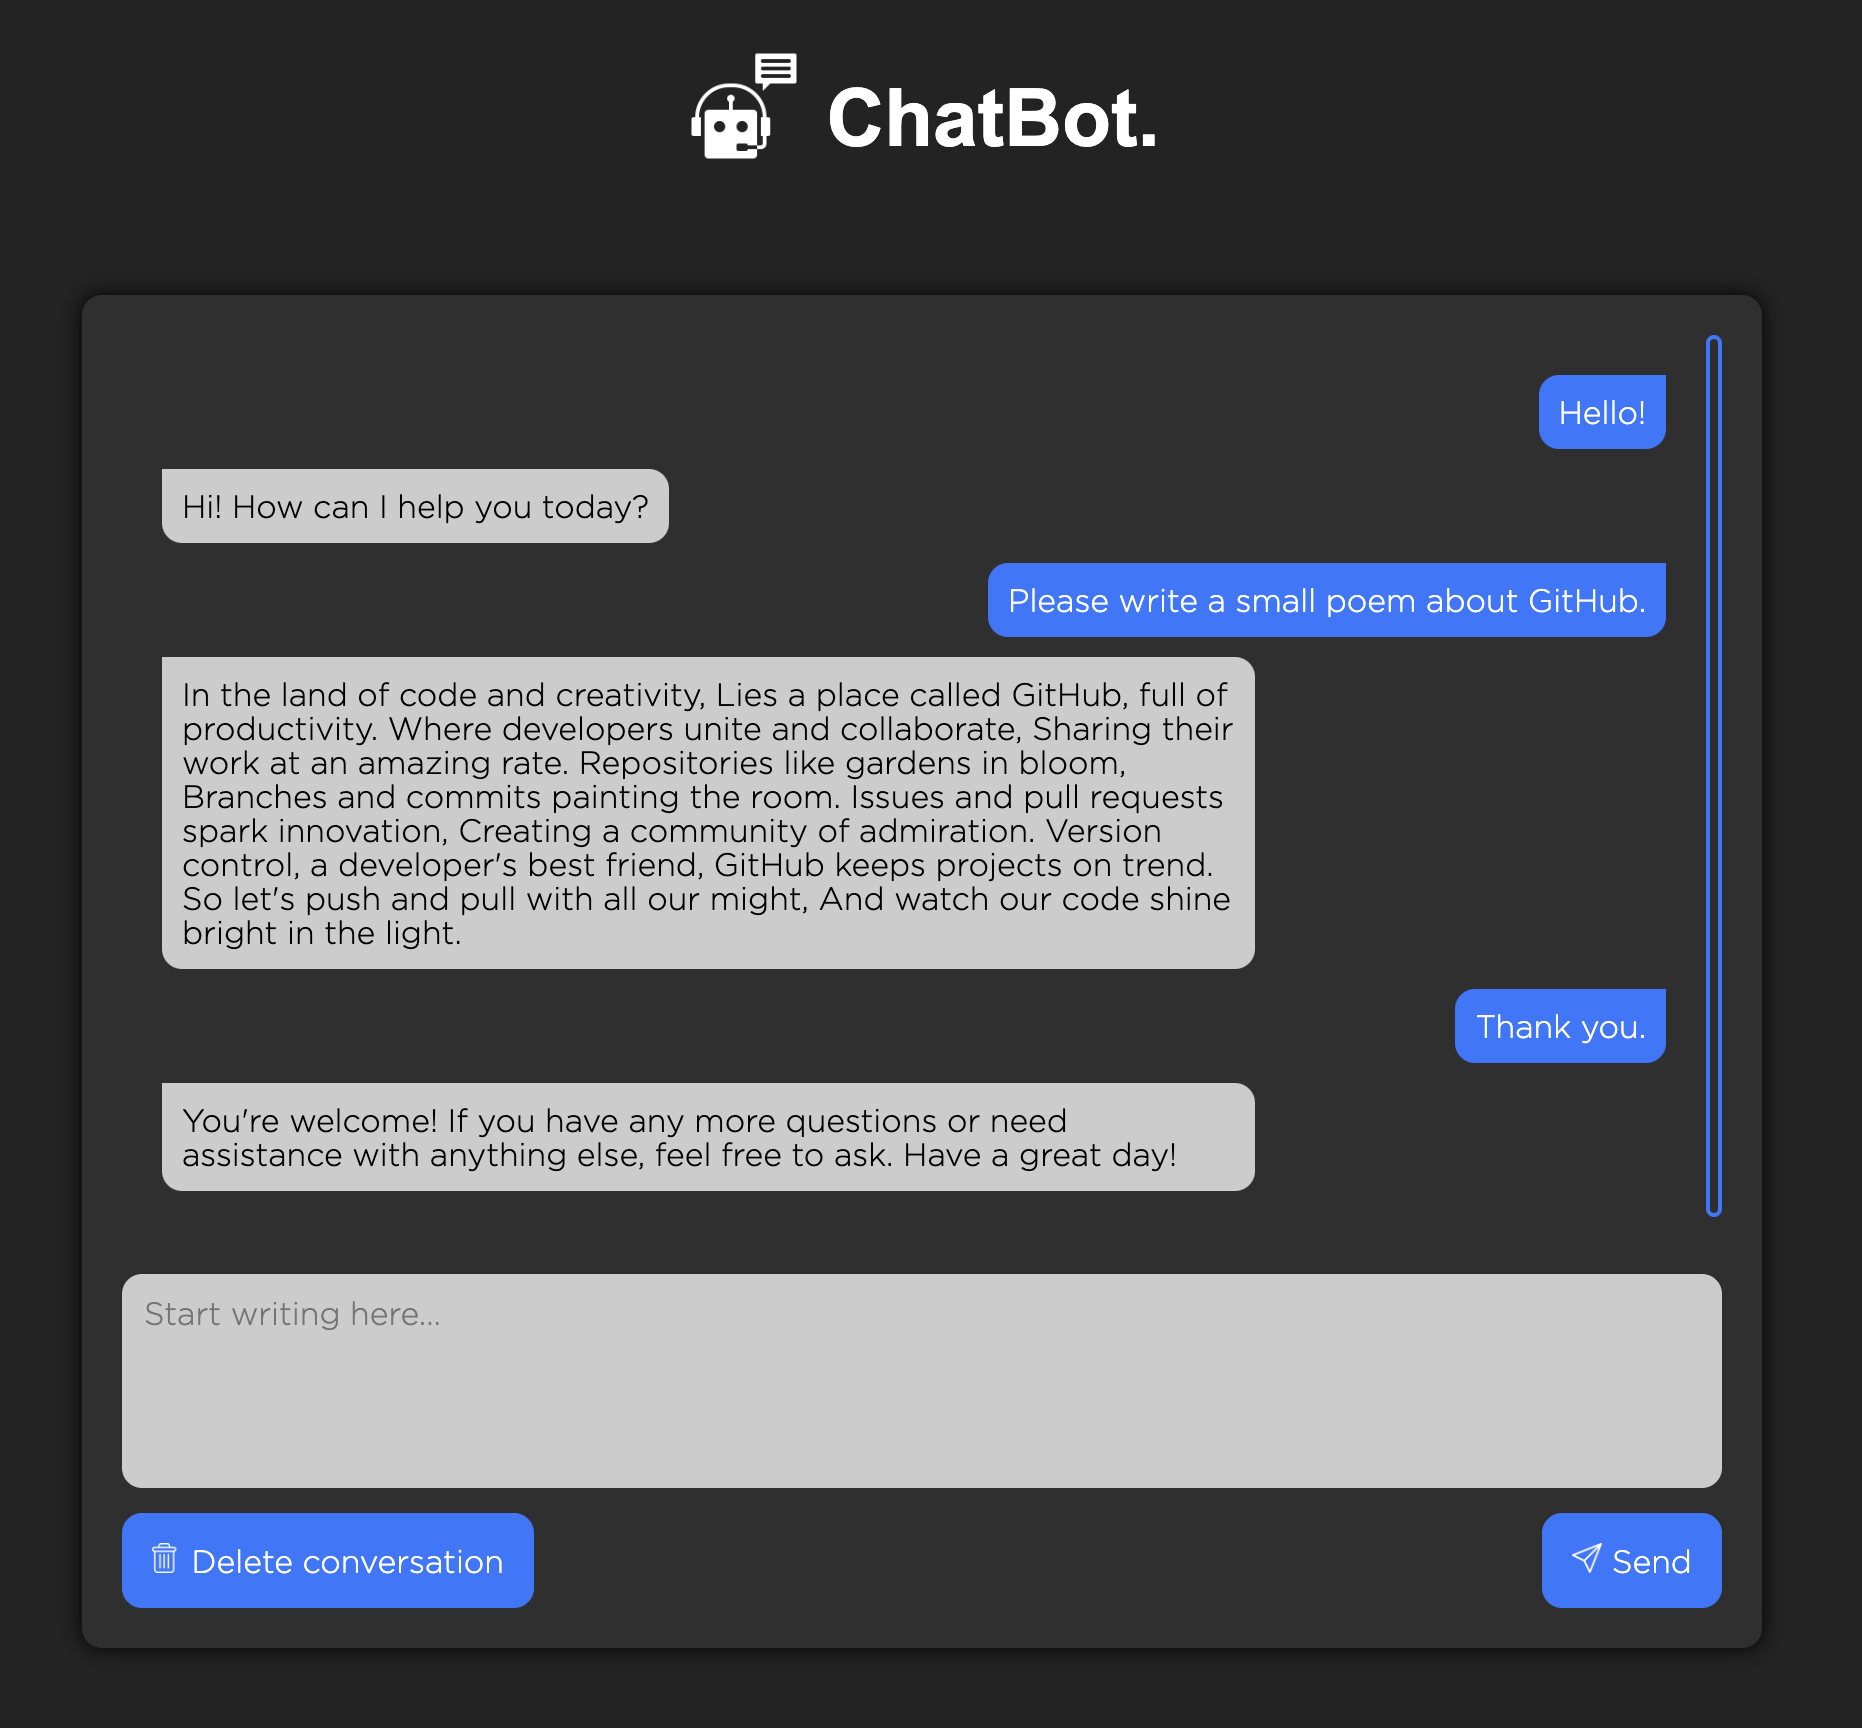 ChatBot.
Hello!
Hi! How can I help you today?
Please write a small poem about GitHub.
In the land of code and creativity, Lies a place called GitHub, full of
productivity. Where developers unite and collaborate, Sharing their
work at an amazing rate. Repositories like gardens in bloom,
Branches and commits painting the room. Issues and pull requests
spark innovation, Creating a community of admiration. Version
control, a developer's best friend, GitHub keeps projects on trend.
So let's push and pull with all our might, And watch our code shine
bright in the light.
Thank you.
You're welcome! If you have any more questions or need
assistance with anything else, feel free to ask. Have a great day!
Start writing here...
Delete conversation
Send